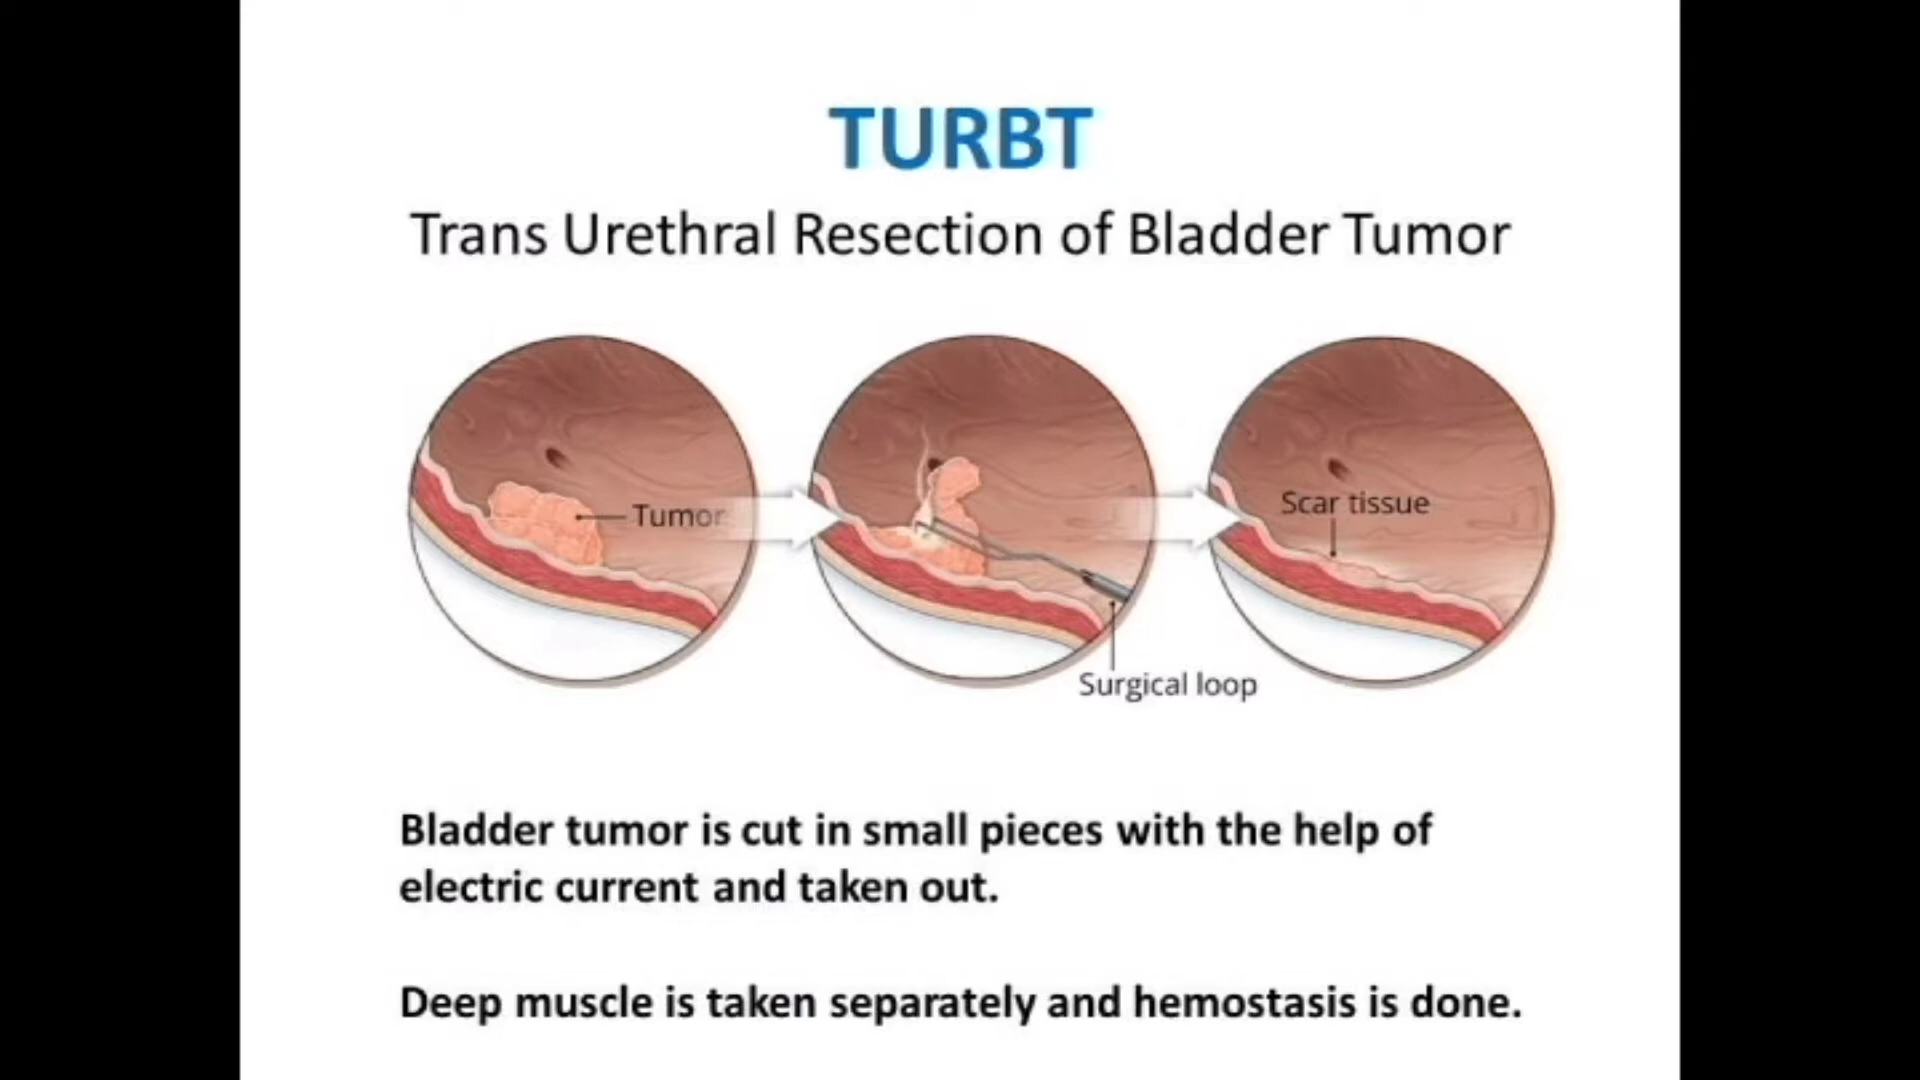 TURBT
Trans Urethral Resection of Bladder Tumor
Tumor
Scar tissue
Surgical loop
Bladder tumor is cut in small pieces with the help of
electric current and taken out.
Deep muscle is taken separately and hemostasis is done.